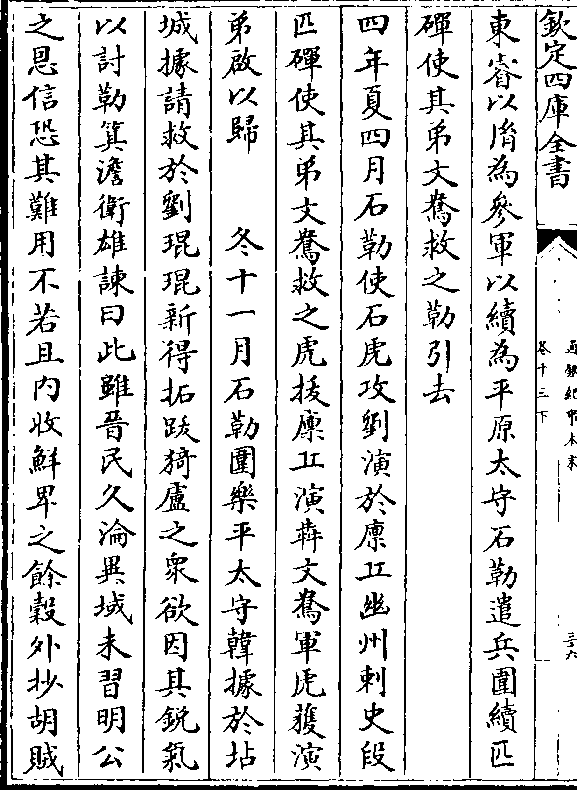 欽定四庫全書
通鑑紀事本末
卷十三下
三十六
東睿以脩為參軍以續為平原太守石勒遣兵圍續匹
磾使其弟文鴦救之勒引去
四年夏四月石勒使石虎攻劉演於廩丘幽州刺史段
匹磾使其弟文鴦救之虎拔廩丘演犇文鴦軍虎獲演
弟啟以歸　冬十一月石勒圍樂平太守韓據於坫
城據請救於劉琨琨新得拓跋猗盧之衆欲因其銳氣
以討勒箕澹衛雄諫曰此雖晉民久淪異域未習明公
之恩信恐其難用不若且內收鮮卑之餘穀外抄胡賊